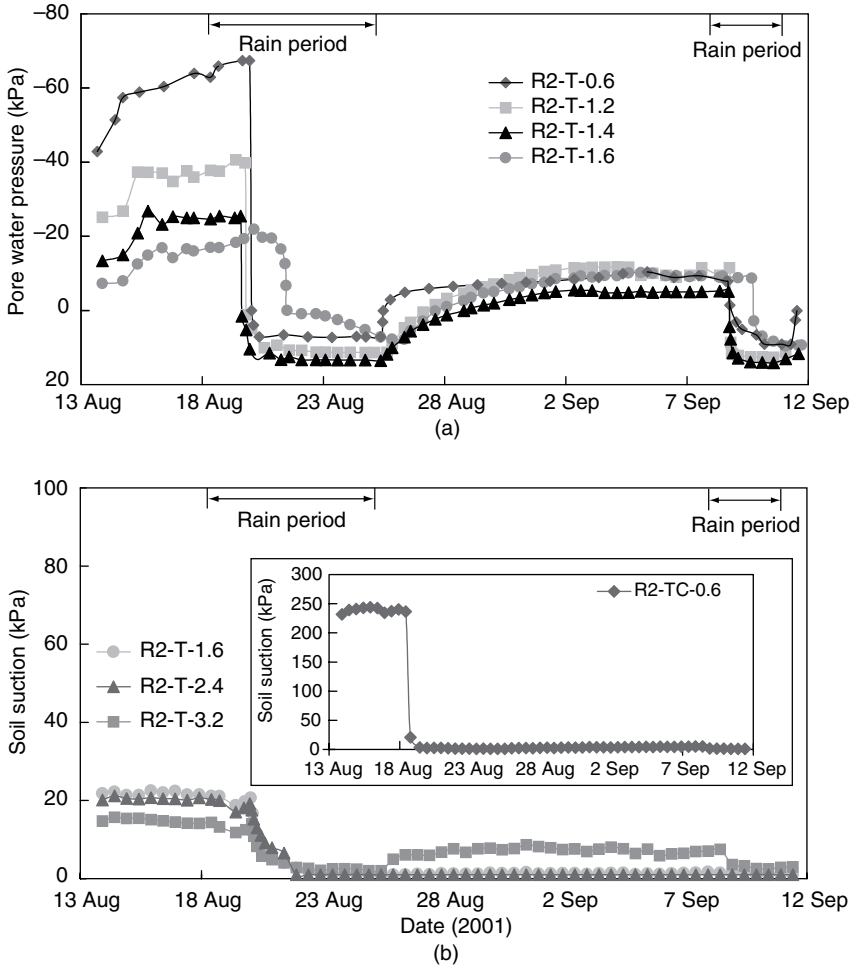 Rain period
Rain period
Pore water pressure (kPa)
–80
–60
–40
–20
0
20
R2-T-0.6
R2-T-1.2
R2-T-1.4
R2-T-1.6
13 Aug 18 Aug 23 Aug 28 Aug 2 Sep 7 Sep 12 Sep
(a)
Rain period
Rain period
Soil suction (kPa)
100
80
60
40
20
0
R2-T-1.6
R2-T-2.4
R2-T-3.2
Soil suction (kPa)
300
250
200
150
100
50
0
R2-TC-0.6
13 Aug 18 Aug 23 Aug 28 Aug 2 Sep 7 Sep 12 Sep
13 Aug 18 Aug 23 Aug 28 Aug 2 Sep 7 Sep 12 Sep
Date (2001)
(b)